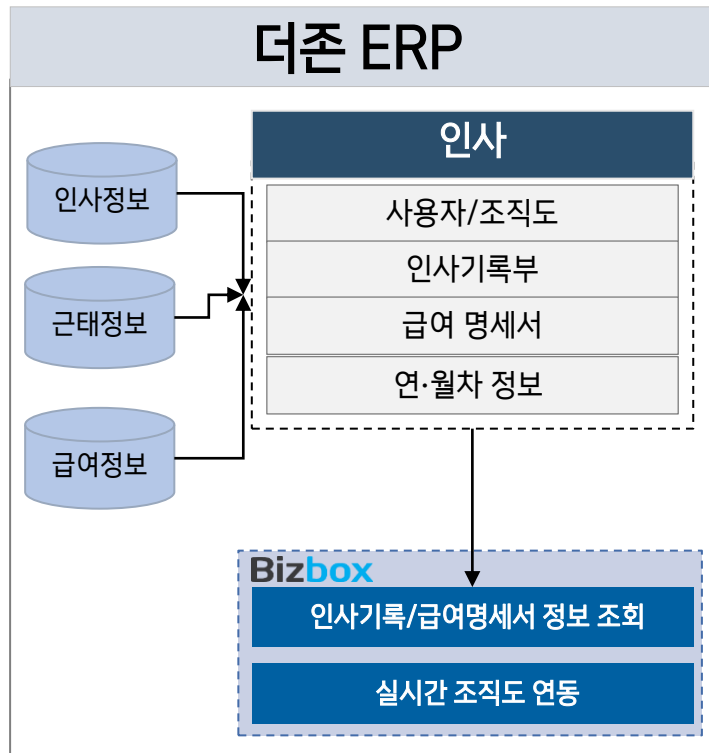 더존 ERP
인사정보
근태정보
급여정보
인사
사용자/조직도
인사기록부
급여 명세서
연·월차 정보
Bizbox
인사기록/급여명세서 정보 조회
실시간 조직도 연동